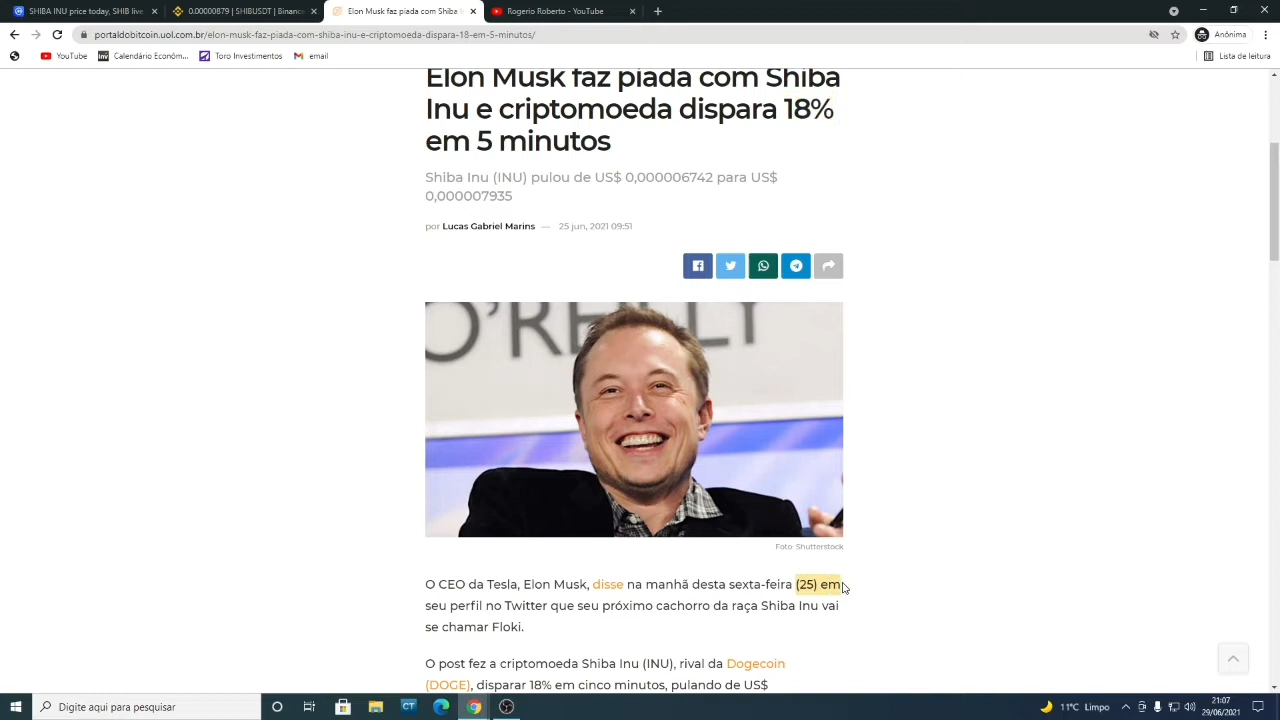 SHIBA INU price today, SHIB live
0.00000879 | SHIBUSDT | Binance
Elon Musk faz piada com Shiba
Rogerio Roberto - YouTube
portaldobitcoin.uol.com.br/elon-musk-faz-piada-com-shiba-inu-e-criptomoeda-dispara-18-em-5-minutos/
Anônima
YouTube
Calendário Econôm...
Toro Investimentos
email
Lista de leitura
Elon Musk faz piada com Shiba
Inu e criptomoeda dispara 18%
em 5 minutos
Shiba Inu (INU) pulou de US$ 0,000006742 para US$
0,000007935
por Lucas Gabriel Marins — 25 jun, 2021 09:51
O'REILLY
Foto: Shutterstock
O CEO da Tesla, Elon Musk, disse na manhã desta sexta-feira (25) em
seu perfil no Twitter que seu próximo cachorro da raça Shiba Inu vai
se chamar Floki.
O post fez a criptomoeda Shiba Inu (INU), rival da Dogecoin
(DOGE), disparar 18% em cinco minutos, pulando de US$
Digite aqui para pesquisar
11°C Limpo
21:07
29/06/2021